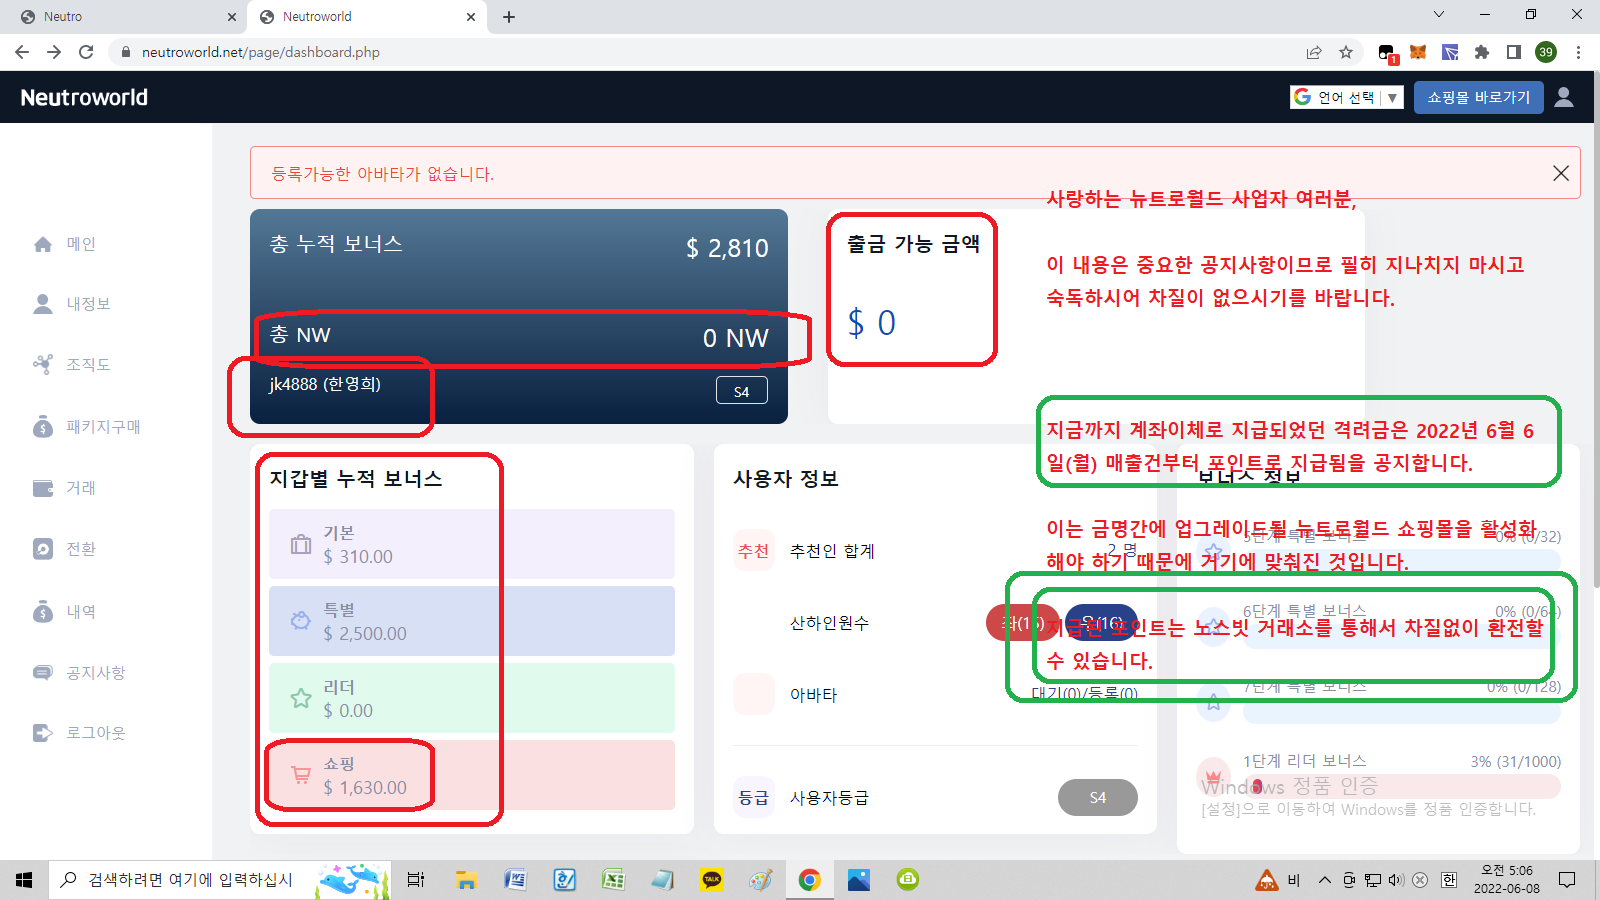 Neutro
Neutroworld
neutroworld.net/page/dashboard.php
1
39
Neutroworld
언어 선택
쇼핑몰 바로가기
등록가능한 아바타가 없습니다.
메인
내정보
조직도
패키지구매
거래
전환
내역
공지사항
로그아웃
총 누적 보너스
$ 2,810
총 NW
0 NW
jk4888 (한영희)
S4
출금 가능 금액
$ 0
사랑하는 뉴트로월드 사업자 여러분,
이 내용은 중요한 공지사항이므로 필히 지나치지 마시고
숙독하시어 차질이 없으시기를 바랍니다.
지금까지 계좌이체로 지급되었던 격려금은 2022년 6월 6
일(월) 매출건부터 포인트로 지급됨을 공지합니다.
이는 금명간에 업그레이드될 뉴트로월드 쇼핑몰을 활성화
해야 하기 때문에 거기에 맞춰진 것입니다.
지급된 포인트는 노스빗 거래소를 통해서 차질없이 환전할
수 있습니다.
지갑별 누적 보너스
기본
$ 310.00
특별
$ 2,500.00
리더
$ 0.00
쇼핑
$ 1,630.00
사용자 정보
추천
추천인 합계
2 명
산하인원수
좌(15)
우(16)
아바타
대기(0)/등록(0)
등급
사용자등급
S4
보너스 정보
5단계 특별 보너스
0% (0/32)
6단계 특별 보너스
0% (0/64)
7단계 특별 보너스
0% (0/128)
1단계 리더 보너스
3% (31/1000)
Windows 정품 인증
[설정]으로 이동하여 Windows를 정품 인증합니다.
검색하려면 여기에 입력하십시
TALK
비
한
오전 5:06
2022-06-08